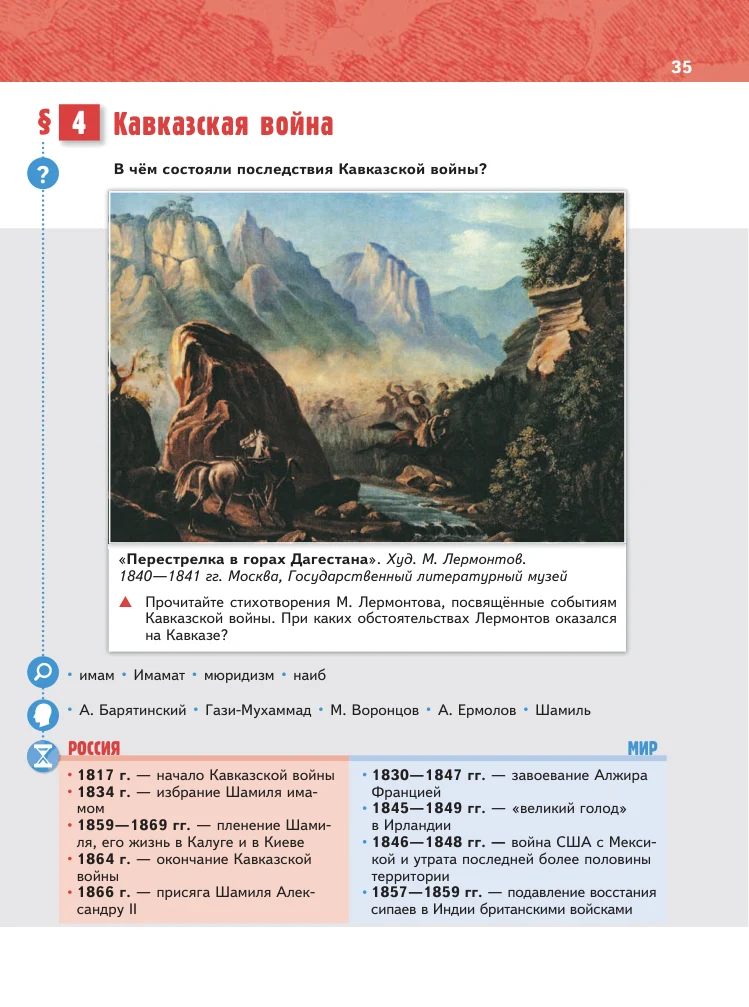 35
§ 4 Кавказская война
? В чём состояли последствия Кавказской войны?
«Перестрелка в горах Дагестана». Худ. М. Лермонтов.
1840—1841 гг. Москва, Государственный литературный музей
▲ Прочитайте стихотворения М. Лермонтова, посвящённые событиям
Кавказской войны. При каких обстоятельствах Лермонтов оказался
на Кавказе?
• имам • Имамат • мюридизм • наиб
• А. Барятинский • Гази-Мухаммад • М. Воронцов • А. Ермолов • Шамиль
РОССИЯ
• 1817 г. — начало Кавказской войны
• 1834 г. — избрание Шамиля има-
мом
• 1859—1869 гг. — пленение Шами-
ля, его жизнь в Калуге и в Киеве
• 1864 г. — окончание Кавказской
войны
• 1866 г. — присяга Шамиля Алек-
сандру II
МИР
• 1830—1847 гг. — завоевание Алжира
Францией
• 1845—1849 гг. — «великий голод»
в Ирландии
• 1846—1848 гг. — война США с Мекси-
кой и утрата последней более половины
территории
• 1857—1859 гг. — подавление восстания
сипаев в Индии британскими войсками